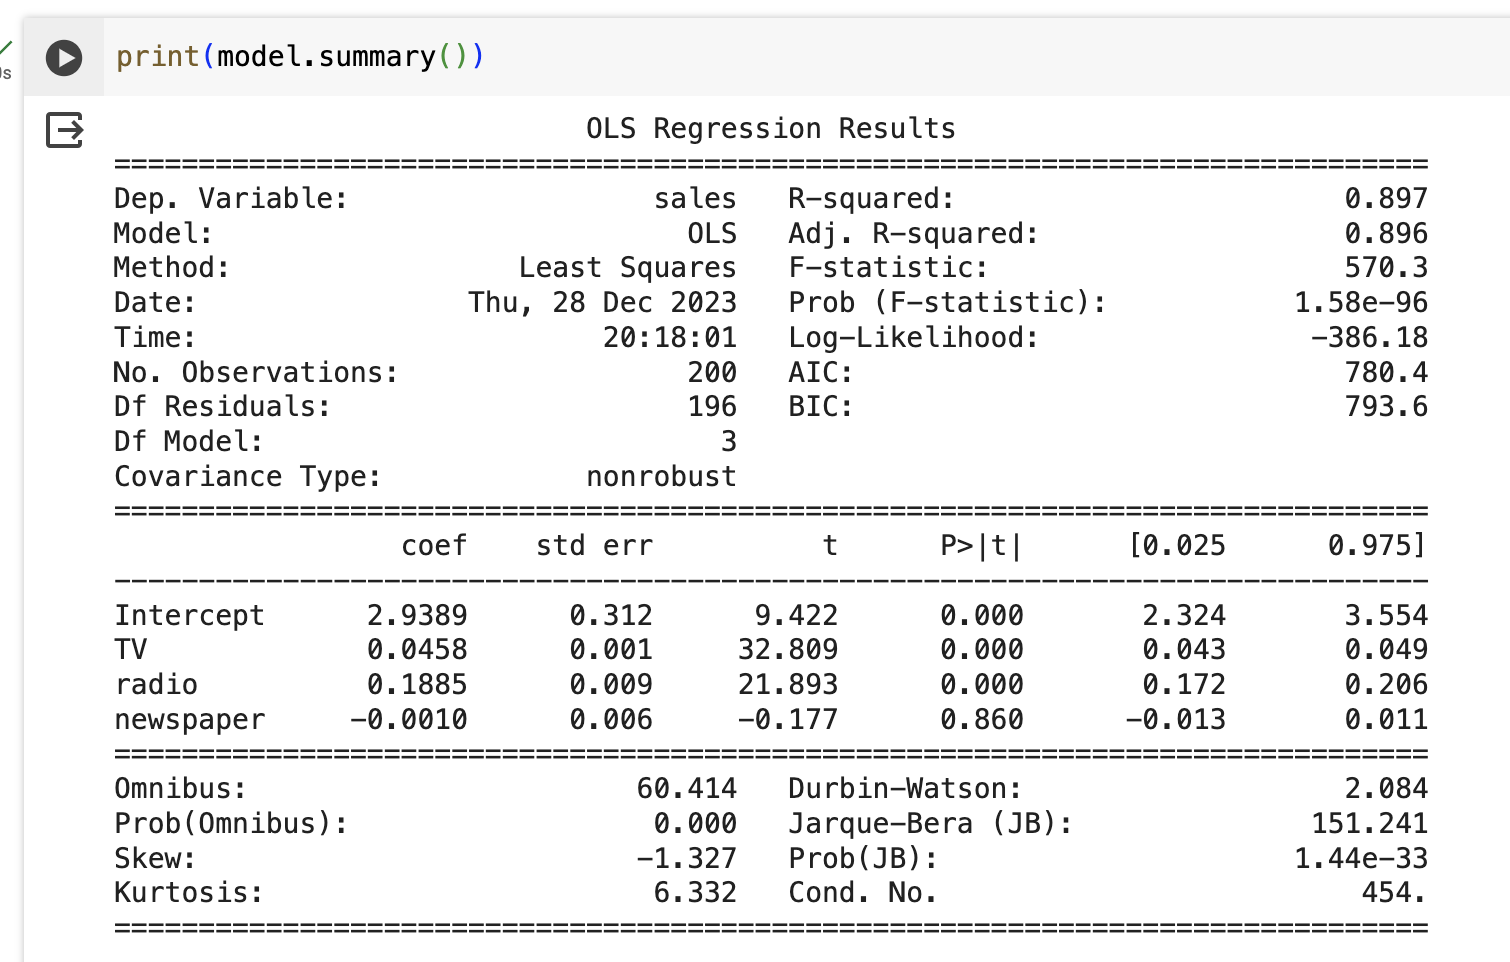 print(model.summary())
s
                            OLS Regression Results
==============================================================================
Dep. Variable:                  sales   R-squared:                       0.897
Model:                            OLS   Adj. R-squared:                  0.896
Method:                 Least Squares   F-statistic:                     570.3
Date:                Thu, 28 Dec 2023   Prob (F-statistic):           1.58e-96
Time:                        20:18:01   Log-Likelihood:                -386.18
No. Observations:                 200   AIC:                             780.4
Df Residuals:                     196   BIC:                             793.6
Df Model:                           3
Covariance Type:            nonrobust
==============================================================================
                 coef    std err          t      P>|t|      [0.025      0.975]
------------------------------------------------------------------------------
Intercept      2.9389      0.312      9.422      0.000       2.324       3.554
TV             0.0458      0.001     32.809      0.000       0.043       0.049
radio          0.1885      0.009     21.893      0.000       0.172       0.206
newspaper     -0.0010      0.006     -0.177      0.860      -0.013       0.011
==============================================================================
Omnibus:                       60.414   Durbin-Watson:                   2.084
Prob(Omnibus):                  0.000   Jarque-Bera (JB):              151.241
Skew:                          -1.327   Prob(JB):                     1.44e-33
Kurtosis:                       6.332   Cond. No.                         454.
==============================================================================